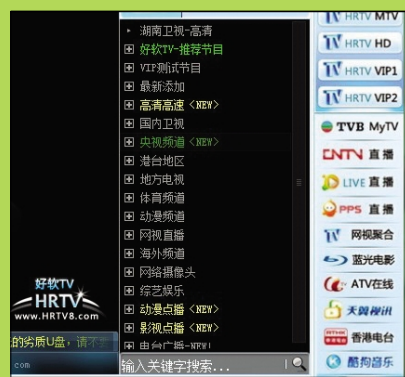 湖南卫视-高清
好软TV-推荐节目
VIP测试节目
最新添加
高清高速 <NEW>
国内卫视
央视频道 <NEW>
港台地区
地方电视
体育频道
动漫频道
网视直播
海外频道
网络摄像头
综艺娱乐
动漫点播 <NEW>
影视点播 <NEW>
电台广播-NEW!
输入关键字搜索...
好软TV
HRTV
www.HRTV8.com
的劣质U盘，请不要
.com
HRTV MTV
HRTV HD
HRTV VIP1
HRTV VIP2
TVB MyTV
CNTV 直播
LIVE 直播
PPS 直播
网视聚合
蓝光电影
ATV在线
天翼视讯
香港电台
酷狗音乐